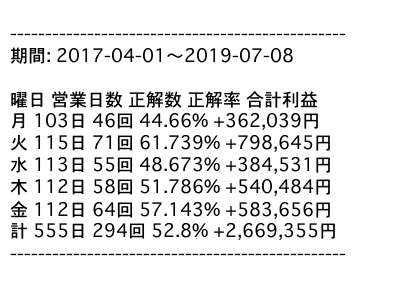 ------------------------------------------------
期間: 2017-04-01〜2019-07-08
曜日 営業日数 正解数 正解率 合計利益
月 103日 46回 44.66% +362,039円
火 115日 71回 61.739% +798,645円
水 113日 55回 48.673% +384,531円
木 112日 58回 51.786% +540,484円
金 112日 64回 57.143% +583,656円
計 555日 294回 52.8% +2,669,355円
------------------------------------------------